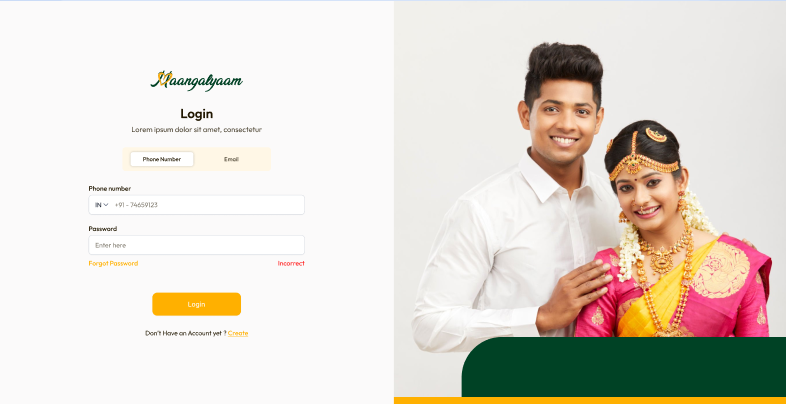 Maangalyaam
Login
Lorem ipsum dolor sit amet, consectetur
Phone Number Email
Phone number
IN +91 - 74659123
Password
Enter here
Forgot Password Incorrect
Login
Don't Have an Account yet ? Create